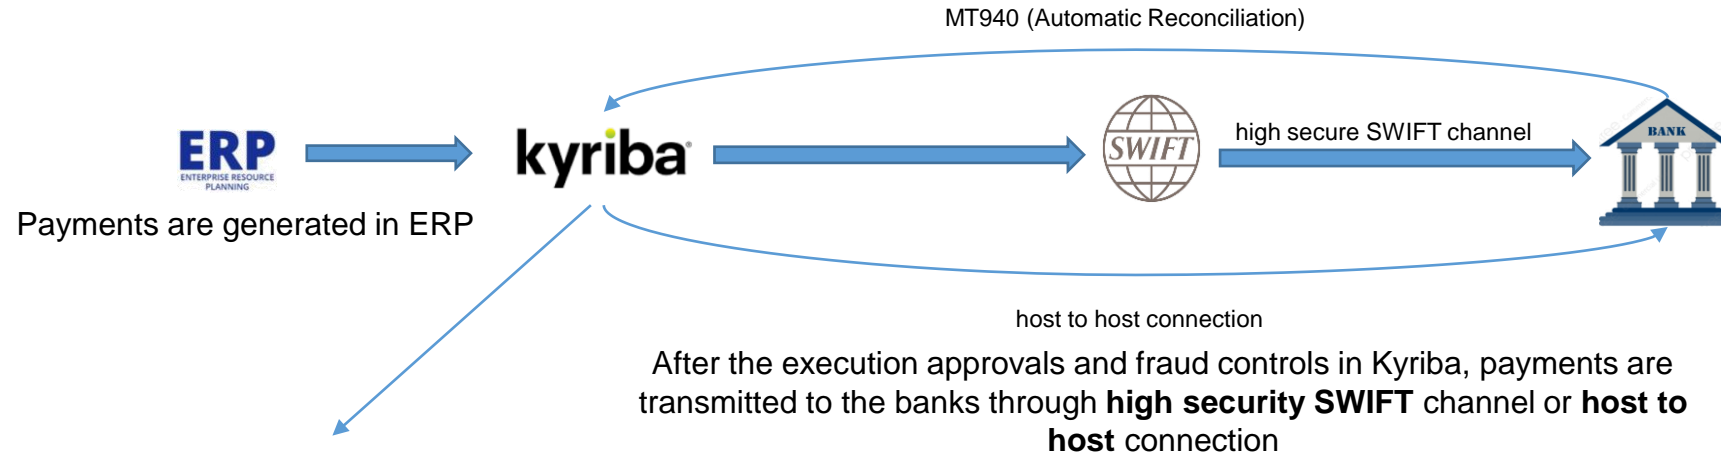 MT940 (Automatic Reconciliation)
ERP
ENTERPRISE RESOURCE
PLANNING
kyriba
SWIFT
high secure SWIFT channel
BANK
Payments are generated in ERP
host to host connection
After the execution approvals and fraud controls in Kyriba, payments are
transmitted to the banks through high security SWIFT channel or host to
host connection